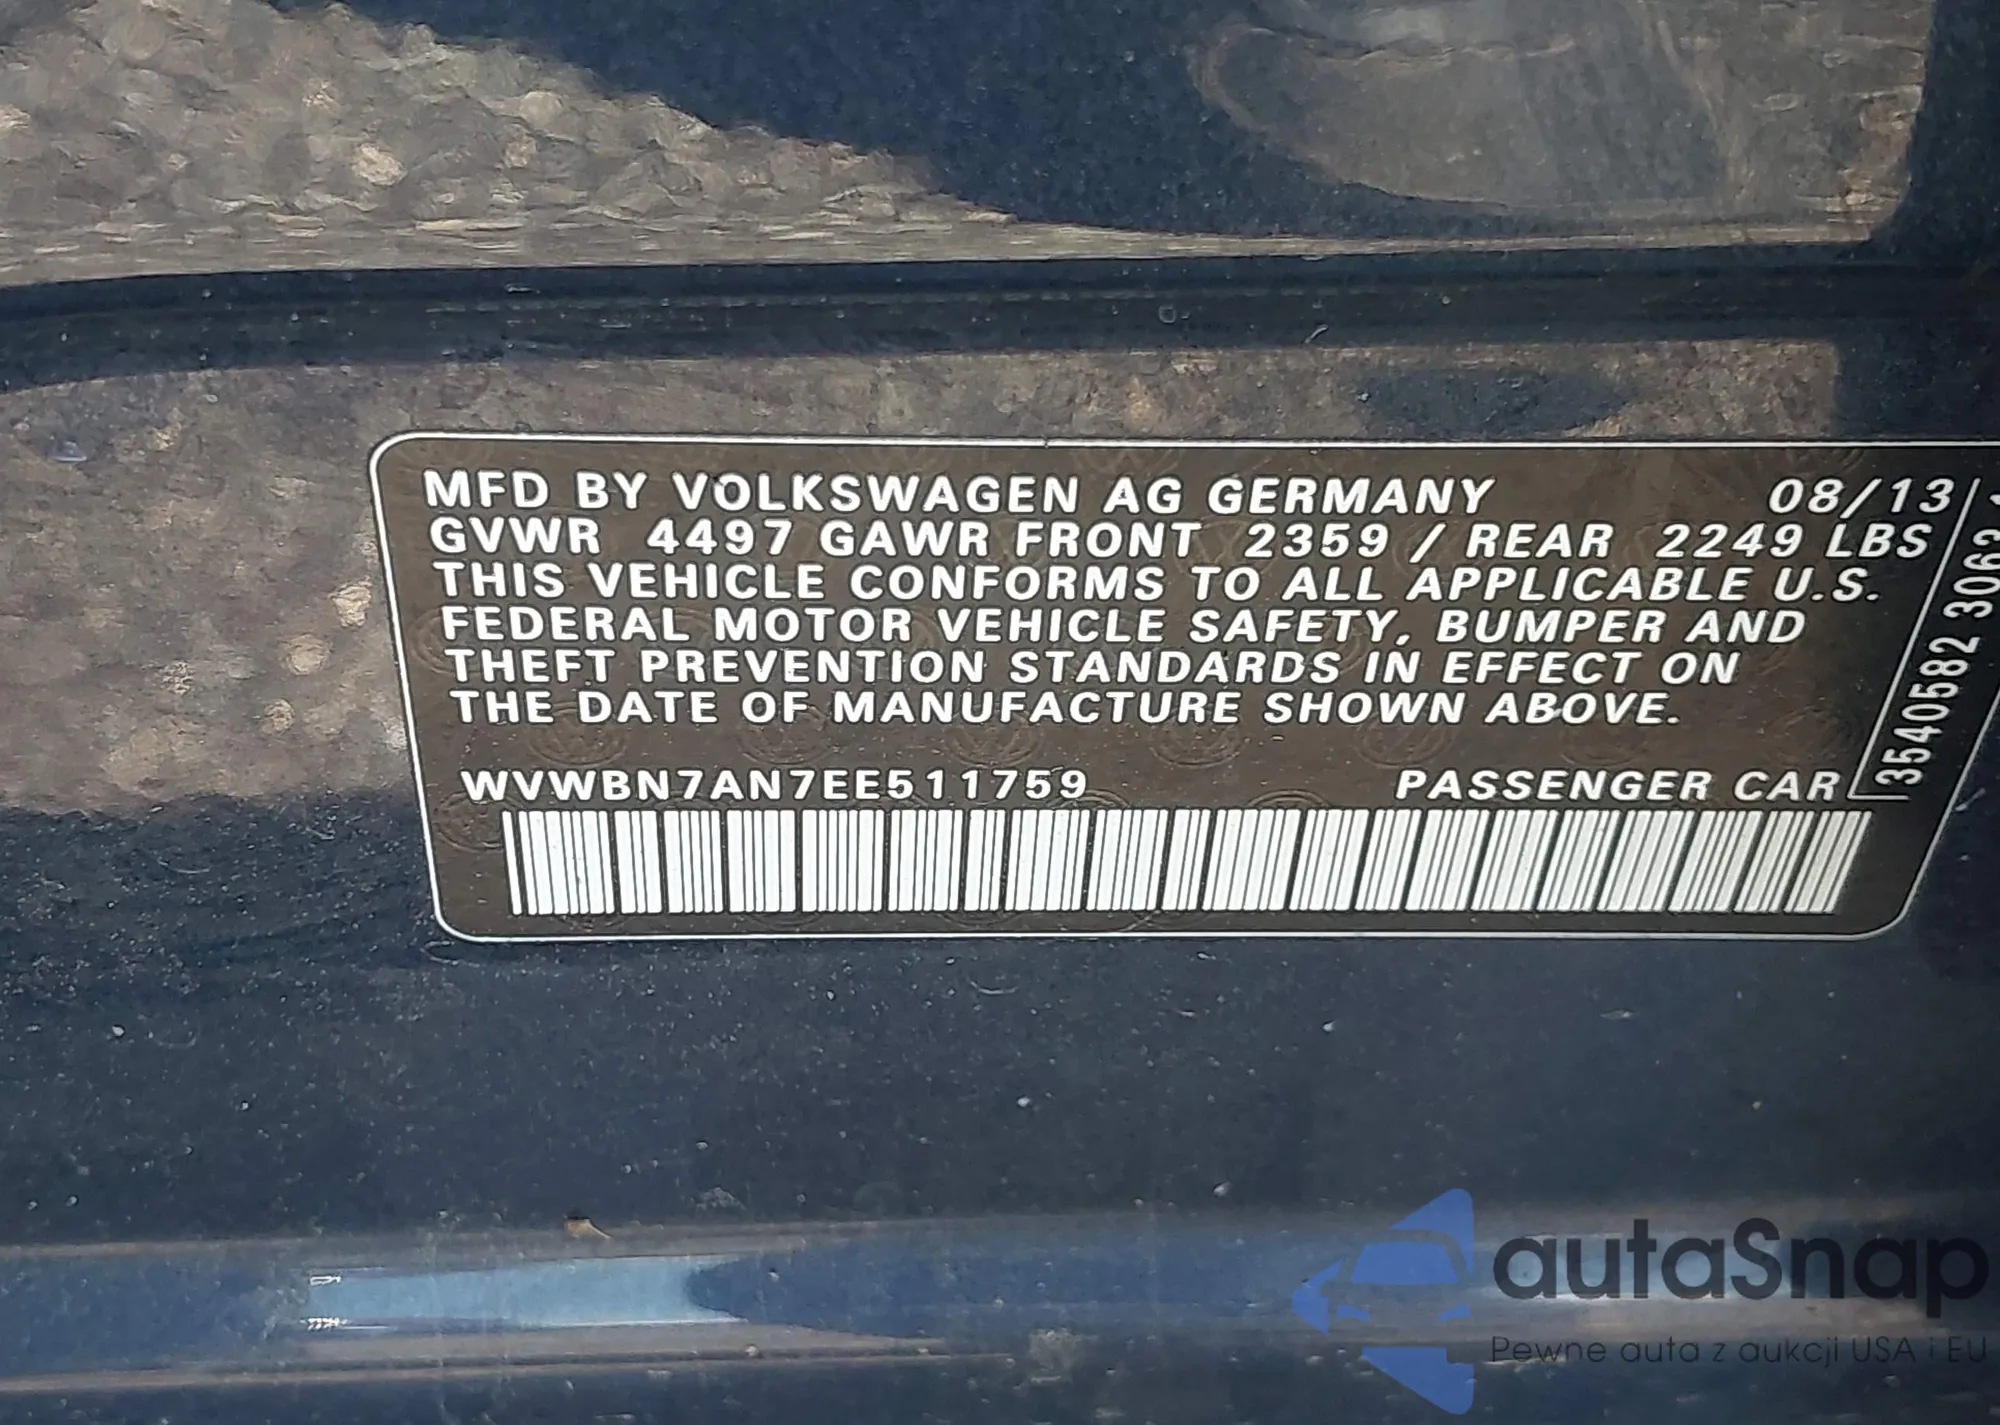 MFD BY VOLKSWAGEN AG GERMANY 08/13
GVWR 4497 GAWR FRONT 2359 / REAR 2249 LBS
THIS VEHICLE CONFORMS TO ALL APPLICABLE U.S.
FEDERAL MOTOR VEHICLE SAFETY, BUMPER AND
THEFT PREVENTION STANDARDS IN EFFECT ON
THE DATE OF MANUFACTURE SHOWN ABOVE.
WVWBN7AN7EE511759 PASSENGER CAR
3540582
autaSnap
Pewne auta z aukcji USA i EU